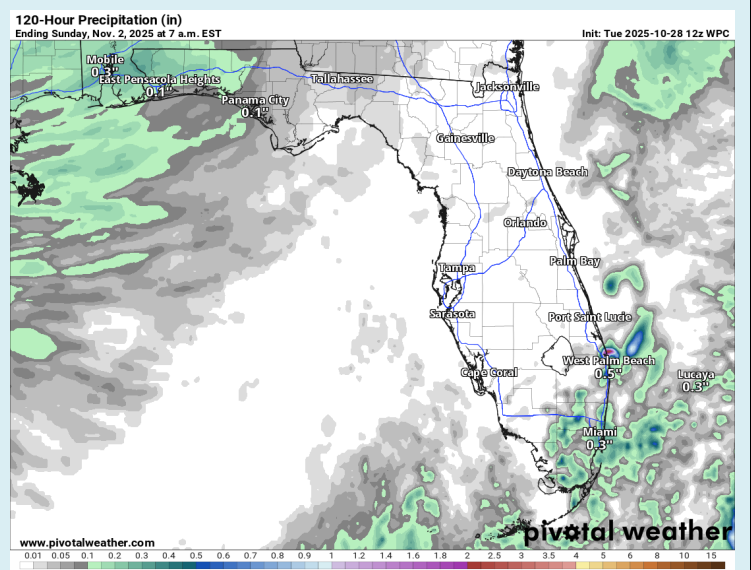 120-Hour Precipitation (in)
Ending Sunday, Nov. 2, 2025 at 7 a.m. EST Init: Tue 2025-10-28 12z WPC
Mobile
0.3"
East Pensacola Heights
0.1"
Tallahassee
Jacksonville
Panama City
0.1"
Gainesville
Daytona Beach
Orlando
Palm Bay
Tampa
Sarasota
Port Saint Lucie
West Palm Beach
0.5"
Cape Coral
Lucaya
0.3"
Miami
0.3"
www.pivotalweather.com
pivotal weather
0.01 0.05 0.1 0.2 0.3 0.4 0.5 0.6 0.7 0.8 0.9 1 1.2 1.4 1.6 1.8 2 2.5 3 3.5 4 5 6 7 8 10 15